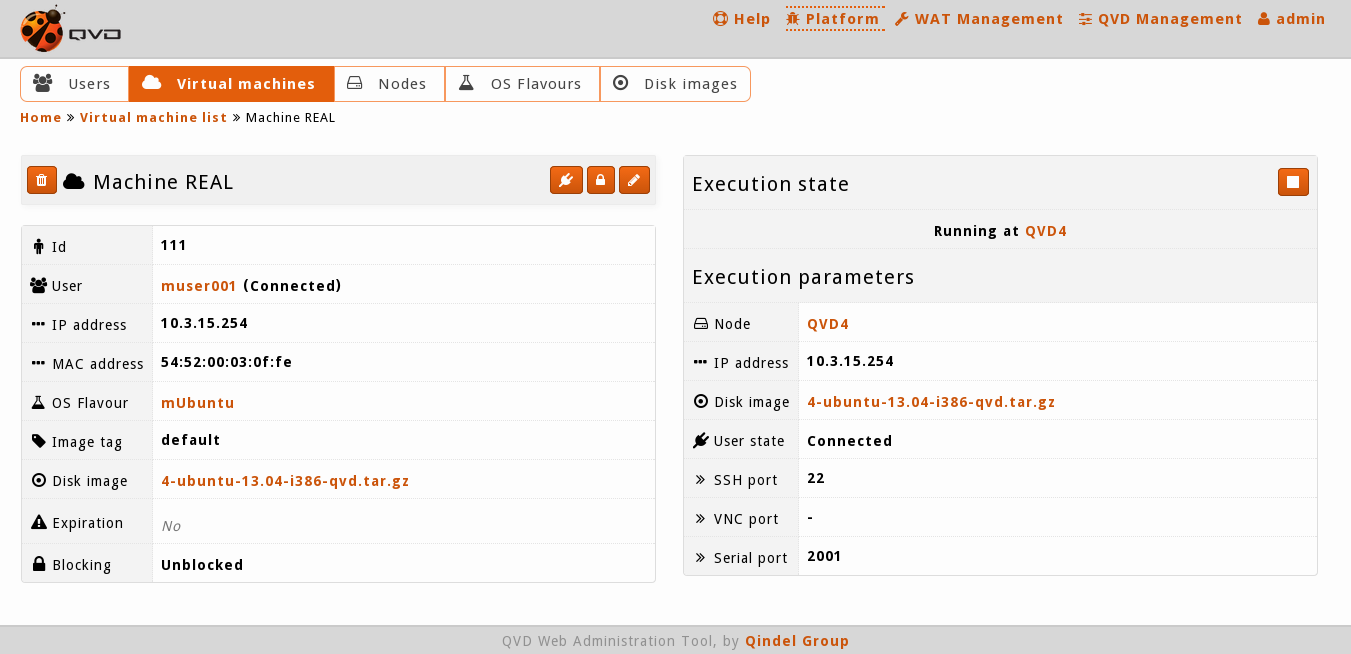 QVD
Help Platform WAT Management QVD Management admin
Users Virtual machines Nodes OS Flavours Disk images
Home » Virtual machine list » Machine REAL
Machine REAL
Id 111
User muser001 (Connected)
IP address 10.3.15.254
MAC address 54:52:00:03:0f:fe
OS Flavour mUbuntu
Image tag default
Disk image 4-ubuntu-13.04-i386-qvd.tar.gz
Expiration No
Blocking Unblocked
Execution state
Running at QVD4
Execution parameters
Node QVD4
IP address 10.3.15.254
Disk image 4-ubuntu-13.04-i386-qvd.tar.gz
User state Connected
» SSH port 22
» VNC port -
» Serial port 2001
QVD Web Administration Tool, by Qindel Group